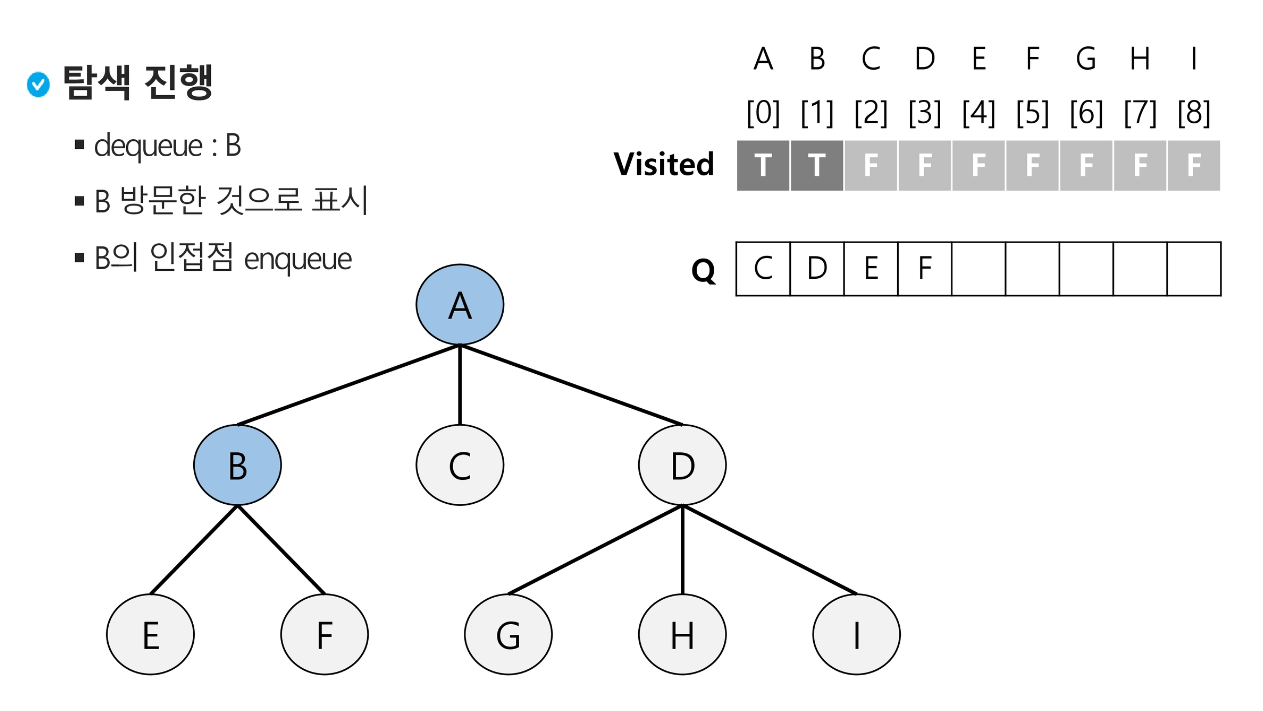 탐색 진행
dequeue : B
B 방문한 것으로 표시
B의 인접점 enqueue
A B C D E F G H I
[0] [1] [2] [3] [4] [5] [6] [7] [8]
Visited T T F F F F F F F
Q C D E F
A
B C D
E F G H I